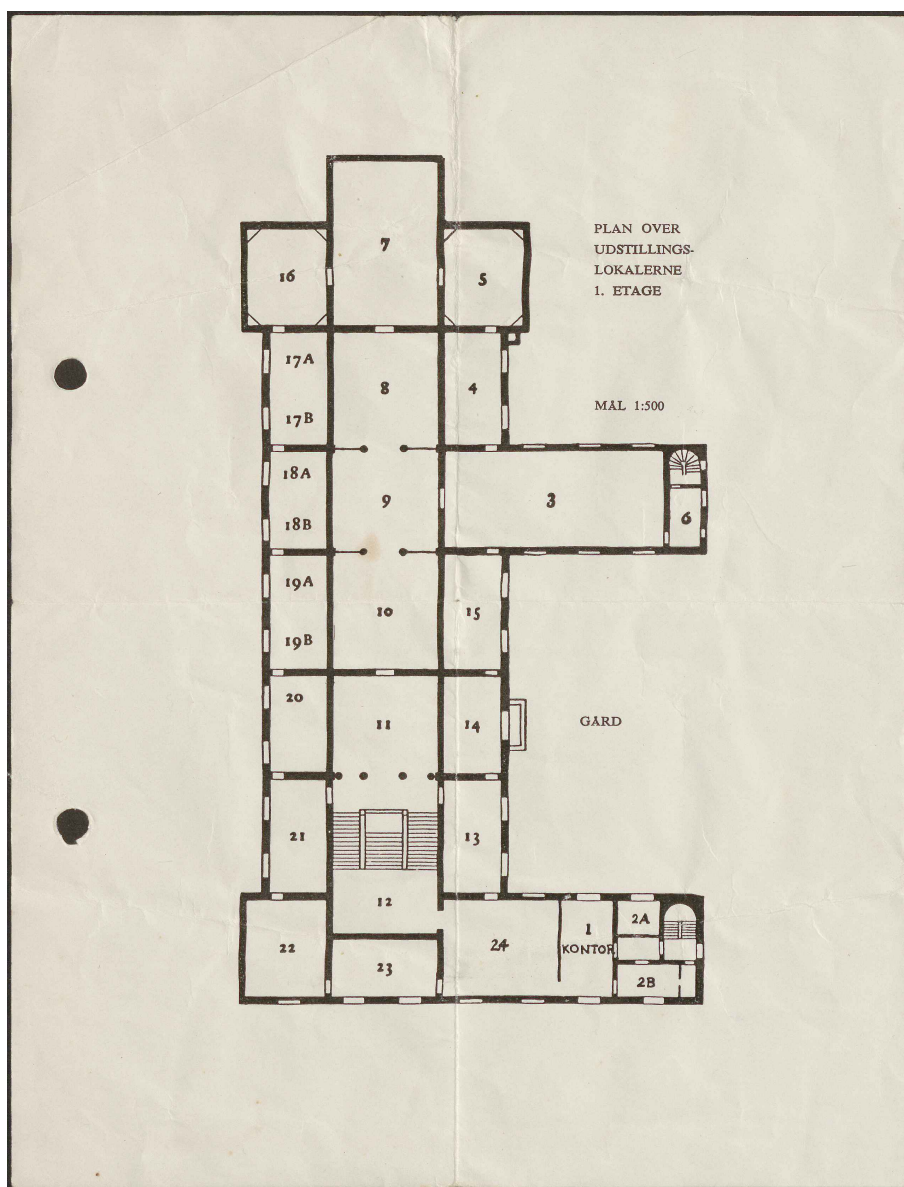 7
16
5
PLAN OVER
UDSTILLINGS-
LOKALERNE
1. ETAGE
17A
8
4
17B
MÅL 1:500
18A
9
3
18B
6
19A
10
15
19B
20
11
14
GÅRD
21
13
12
22
23
24
1
KONTOR
2A
2B